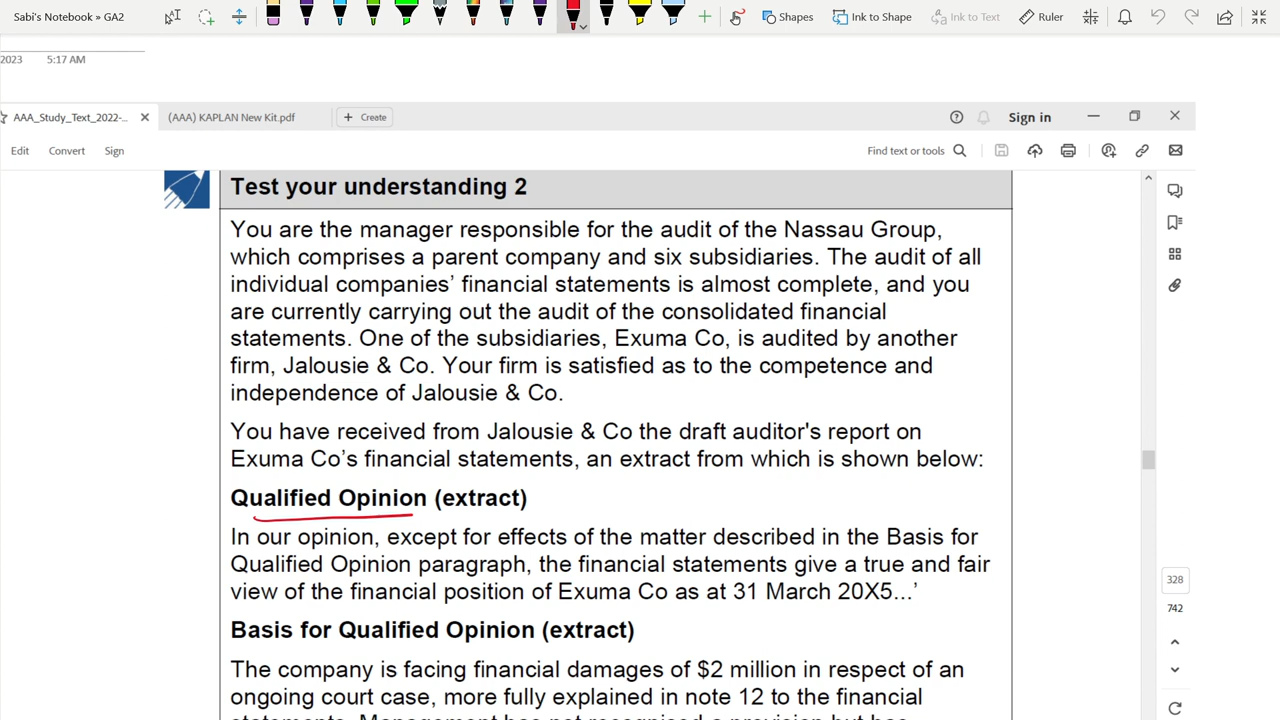 Sabi's Notebook » GA2
Shapes
Ink to Shape
Ink to Text
Ruler
2023 5:17 AM
AAA_Study_Text_2022-...
(AAA) KAPLAN New Kit.pdf
Create
Sign in
Edit Convert Sign
Find text or tools
Test your understanding 2
You are the manager responsible for the audit of the Nassau Group,
which comprises a parent company and six subsidiaries. The audit of all
individual companies' financial statements is almost complete, and you
are currently carrying out the audit of the consolidated financial
statements. One of the subsidiaries, Exuma Co, is audited by another
firm, Jalousie & Co. Your firm is satisfied as to the competence and
independence of Jalousie & Co.
You have received from Jalousie & Co the draft auditor's report on
Exuma Co's financial statements, an extract from which is shown below:
Qualified Opinion (extract)
In our opinion, except for effects of the matter described in the Basis for
Qualified Opinion paragraph, the financial statements give a true and fair
view of the financial position of Exuma Co as at 31 March 20X5...'
Basis for Qualified Opinion (extract)
The company is facing financial damages of $2 million in respect of an
ongoing court case, more fully explained in note 12 to the financial
statements. Management has not recognised a provision but has
328
742